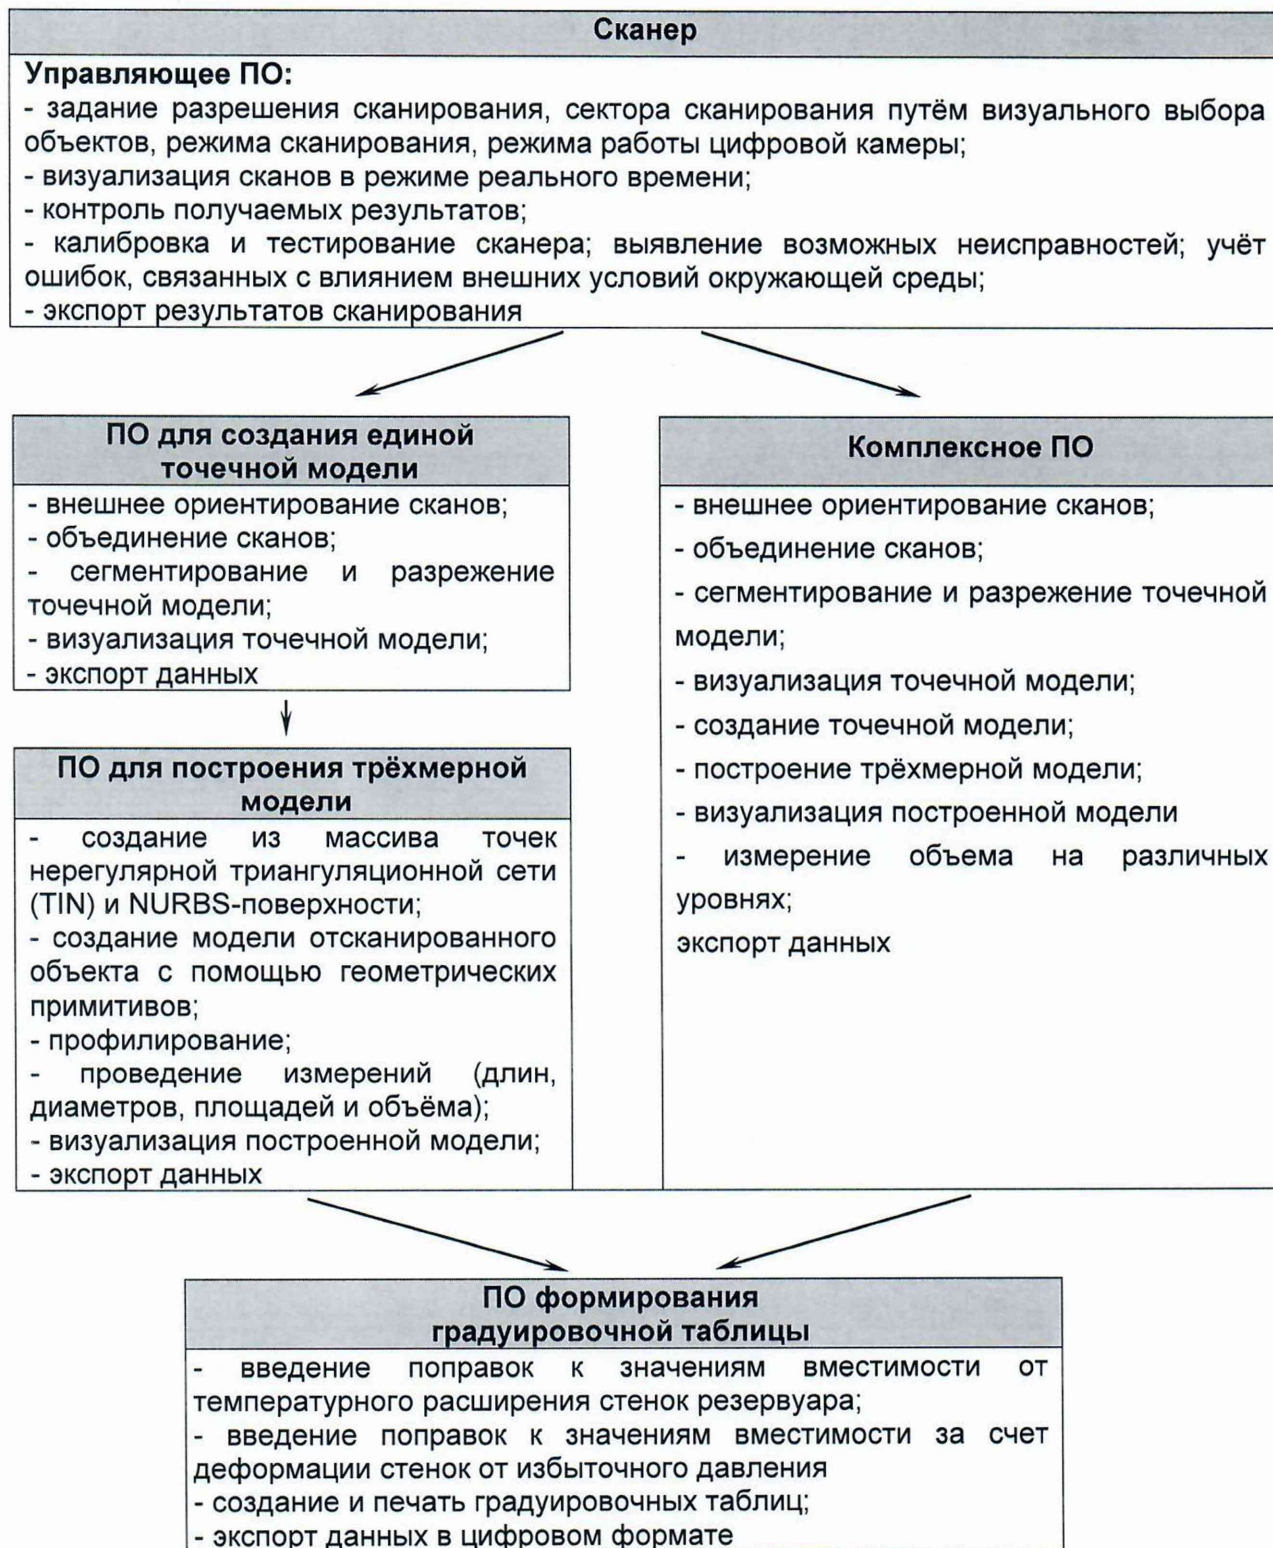 Сканер
Управляющее ПО:
- задание разрешения сканирования, сектора сканирования путём визуального выбора
объектов, режима сканирования, режима работы цифровой камеры;
- визуализация сканов в режиме реального времени;
- контроль получаемых результатов;
- калибровка и тестирование сканера; выявление возможных неисправностей; учёт
ошибок, связанных с влиянием внешних условий окружающей среды;
- экспорт результатов сканирования
ПО для создания единой
точечной модели
- внешнее ориентирование сканов;
- объединение сканов;
- сегментирование и разрежение
точечной модели;
- визуализация точечной модели;
- экспорт данных
ПО для построения трёхмерной
модели
- создание из массива точек
нерегулярной триангуляционной сети
(TIN) и NURBS-поверхности;
- создание модели отсканированного
объекта с помощью геометрических
примитивов;
- профилирование;
- проведение измерений (длин,
диаметров, площадей и объёма);
- визуализация построенной модели;
- экспорт данных
Комплексное ПО
- внешнее ориентирование сканов;
- объединение сканов;
- сегментирование и разрежение точечной
модели;
- визуализация точечной модели;
- создание точечной модели;
- построение трёхмерной модели;
- визуализация построенной модели
- измерение объема на различных
уровнях;
экспорт данных
ПО формирования
градуировочной таблицы
- введение поправок к значениям вместимости от
температурного расширения стенок резервуара;
- введение поправок к значениям вместимости за счет
деформации стенок от избыточного давления
- создание и печать градуировочных таблиц;
- экспорт данных в цифровом формате